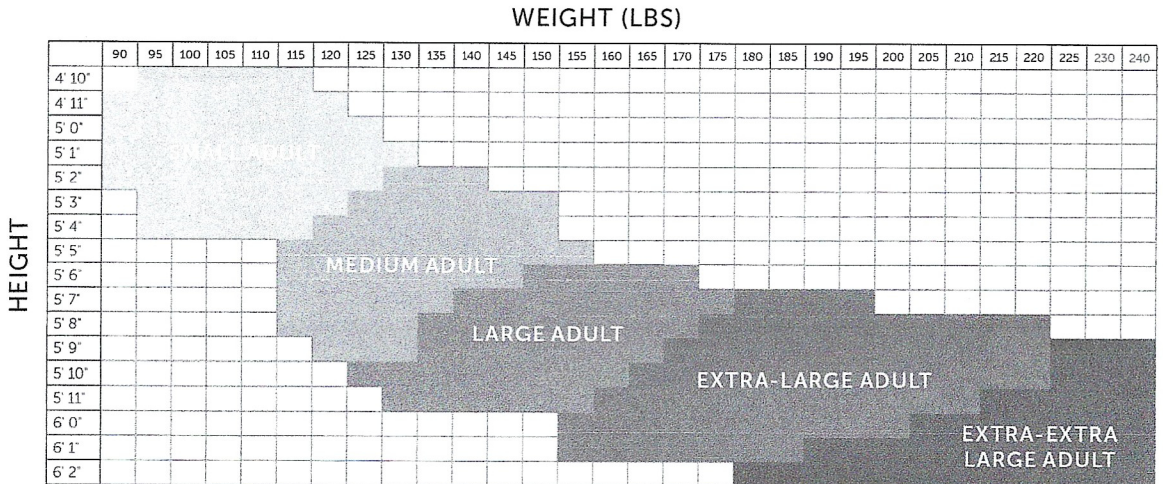 WEIGHT (LBS)
90 95 100 105 110 115 120 125 130 135 140 145 150 155 160 165 170 175 180 185 190 195 200 205 210 215 220 225 230 240
HEIGHT
4' 10"
4' 11"
5' 0"
5' 1"
SMALL ADULT
5' 2"
5' 3"
5' 4"
5' 5"
MEDIUM ADULT
5' 6"
5' 7"
5' 8"
LARGE ADULT
5' 9"
5' 10"
EXTRA-LARGE ADULT
5' 11"
6' 0"
6' 1"
EXTRA-EXTRA
LARGE ADULT
6' 2"